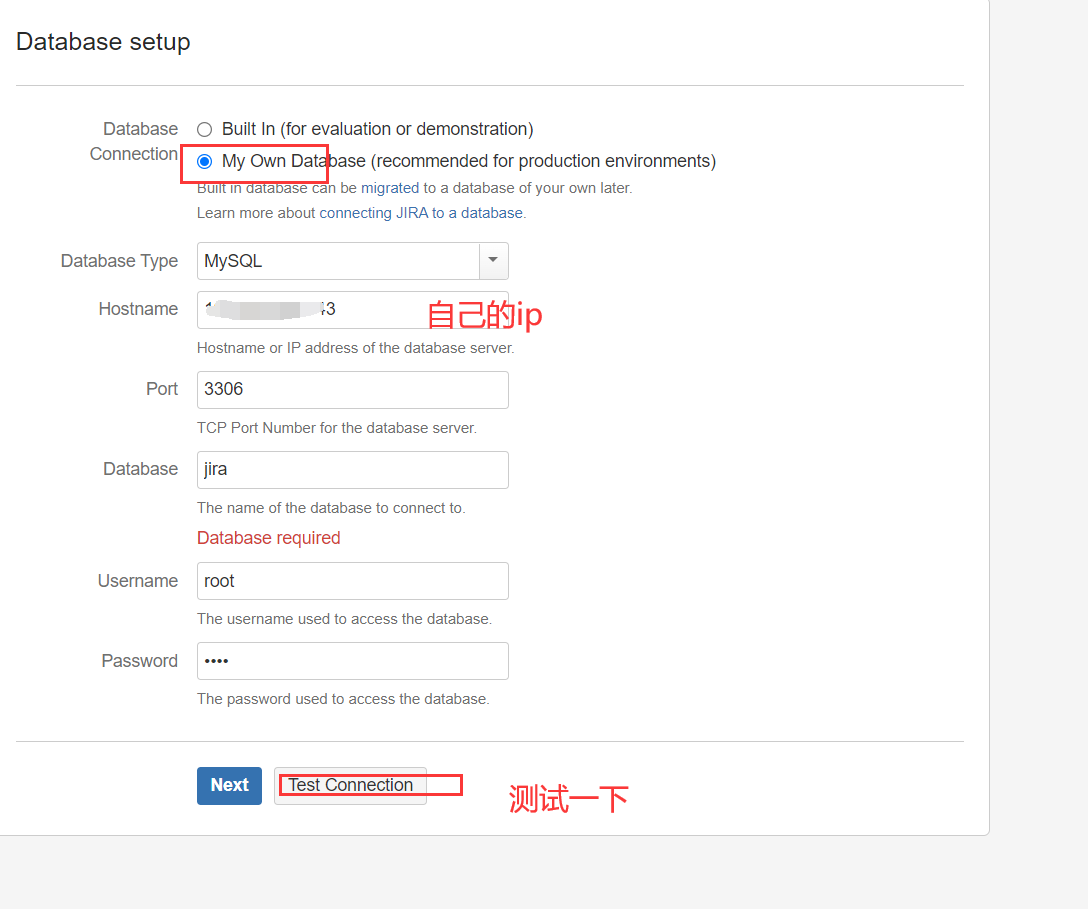 Database setup
Database Connection
Built In (for evaluation or demonstration)
My Own Database (recommended for production environments)
Built in database can be migrated to a database of your own later.
Learn more about connecting JIRA to a database.
Database Type
MySQL
Hostname
3
自己的ip
Hostname or IP address of the database server.
Port
3306
TCP Port Number for the database server.
Database
jira
The name of the database to connect to.
Database required
Username
root
The username used to access the database.
Password
••••
The password used to access the database.
Next
Test Connection
测试一下